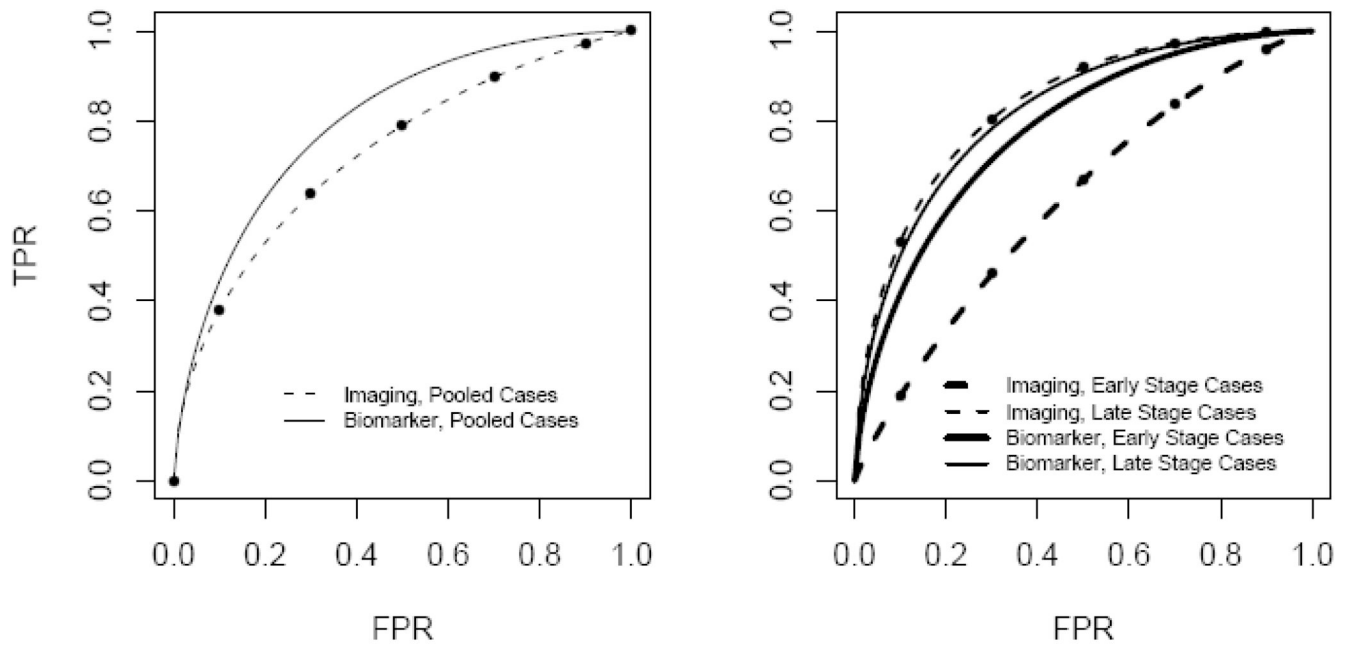 TPR
1.0
0.8
0.6
0.4
0.2
0.0
Imaging, Pooled Cases
Biomarker, Pooled Cases
0.0 0.2 0.4 0.6 0.8 1.0
FPR
1.0
0.8
0.6
0.4
0.2
0.0
Imaging, Early Stage Cases
Imaging, Late Stage Cases
Biomarker, Early Stage Cases
Biomarker, Late Stage Cases
0.0 0.2 0.4 0.6 0.8 1.0
FPR